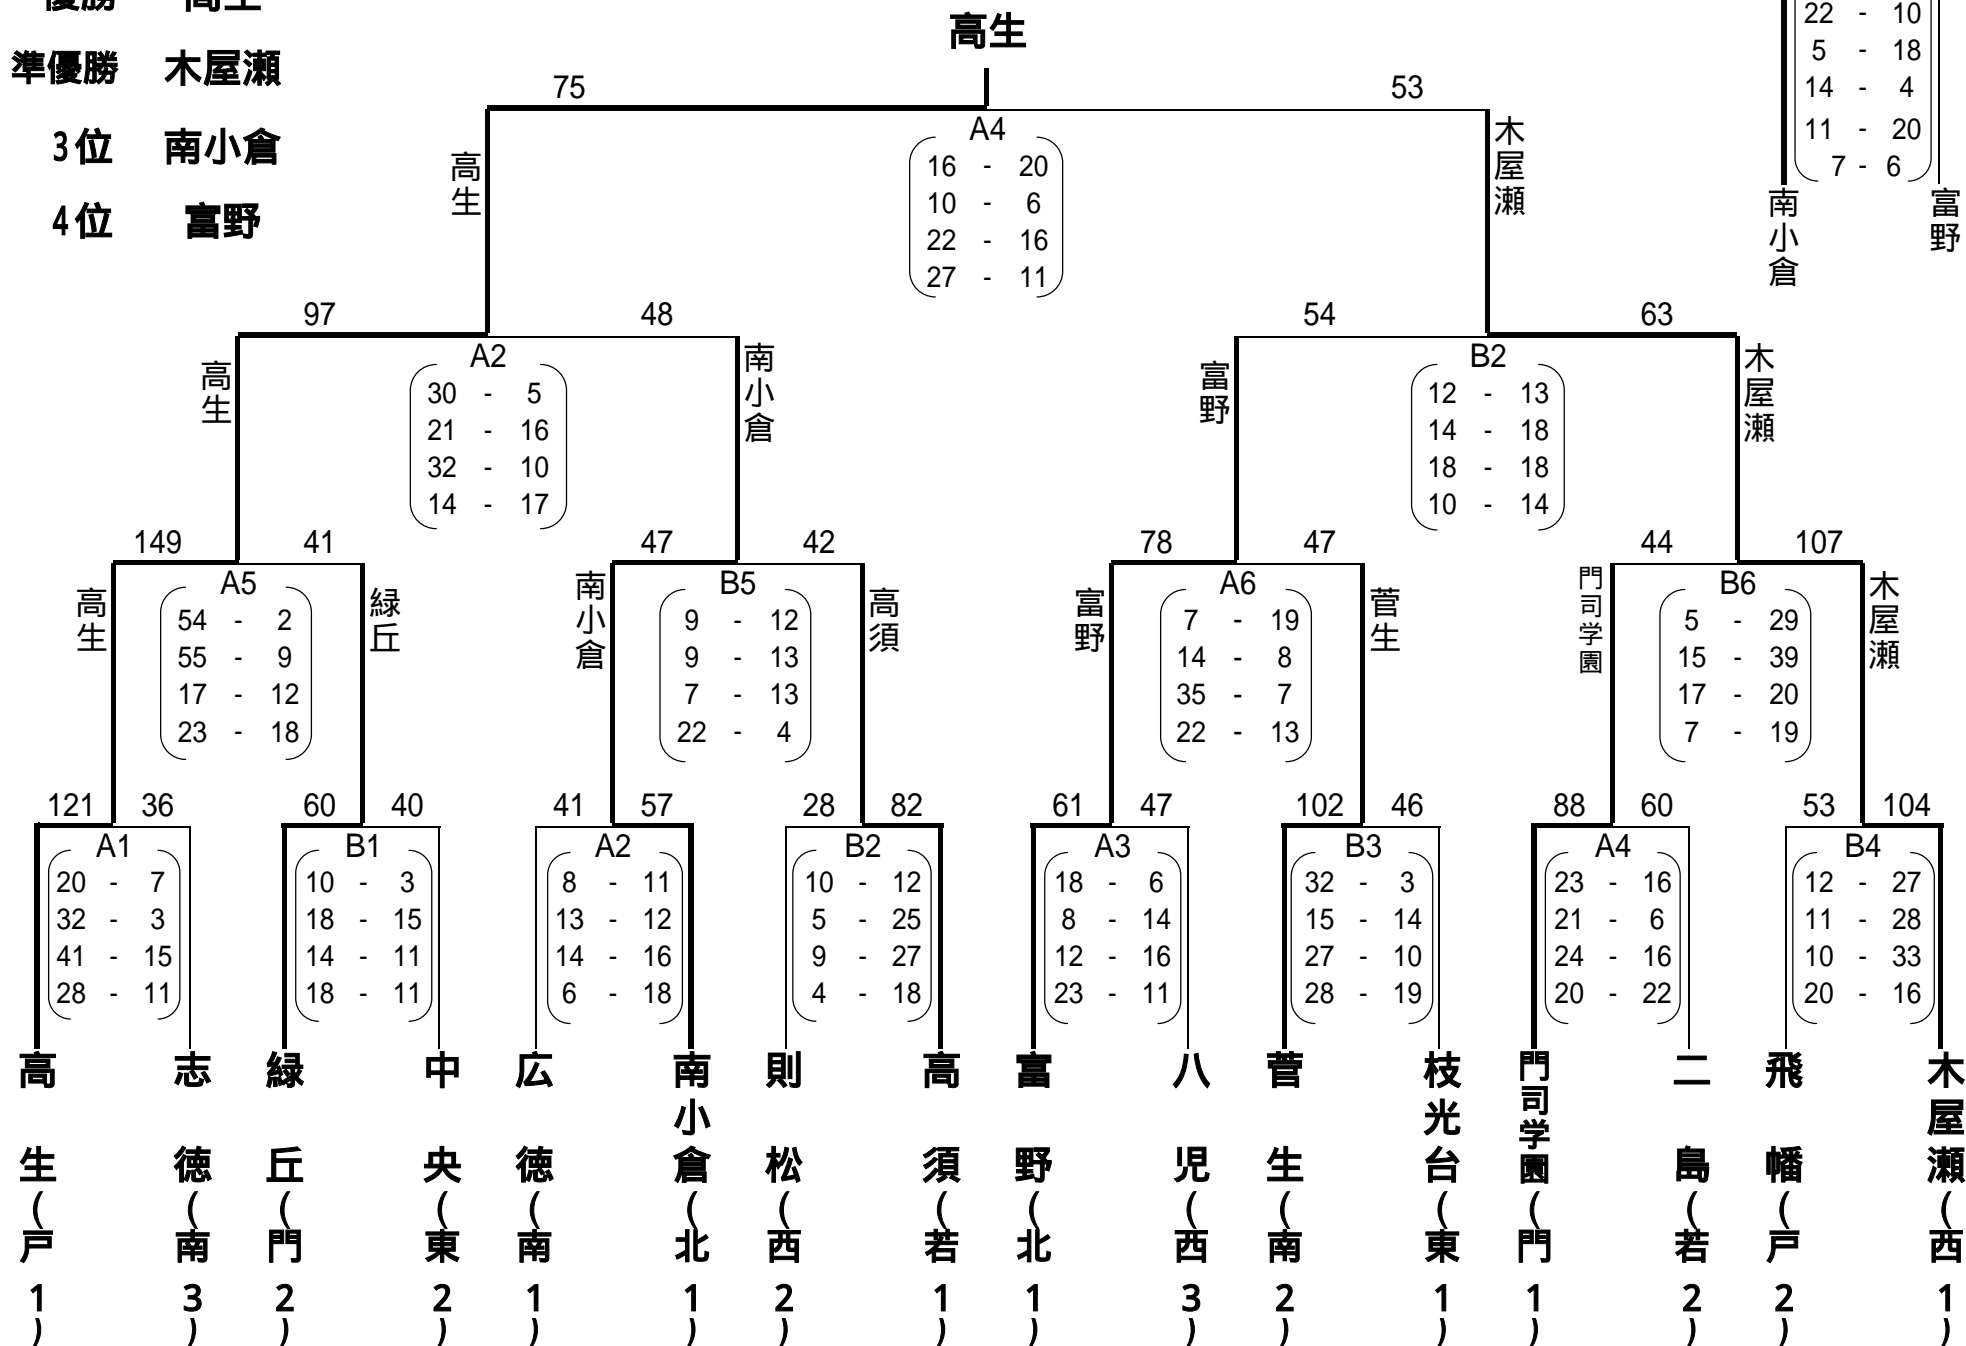 優勝 高生
準優勝 木屋瀬
3位 南小倉
4位 富野
高生
22 - 10
5 - 18
14 - 4
11 - 20
7 - 6
南小倉
富野
75 53
A4
16 - 20
10 - 6
22 - 16
27 - 11
高生
木屋瀬
97 48
A2
30 - 5
21 - 16
32 - 10
14 - 17
高生
南小倉
54 63
B2
12 - 13
14 - 18
18 - 18
10 - 14
富野
木屋瀬
149 41
A5
54 - 2
55 - 9
17 - 12
23 - 18
高生
緑丘
47 42
B5
9 - 12
9 - 13
7 - 13
22 - 4
南小倉
高須
78 47
A6
7 - 19
14 - 8
35 - 7
22 - 13
富野
菅生
44 107
B6
5 - 29
15 - 39
17 - 20
7 - 19
門司学園
木屋瀬
121 36
A1
20 - 7
32 - 3
41 - 15
28 - 11
60 40
B1
10 - 3
18 - 15
14 - 11
18 - 11
41 57
A2
8 - 11
13 - 12
14 - 16
6 - 18
28 82
B2
10 - 12
5 - 25
9 - 27
4 - 18
61 47
A3
18 - 6
8 - 14
12 - 16
23 - 11
102 46
B3
32 - 3
15 - 14
27 - 10
28 - 19
88 60
A4
23 - 16
21 - 6
24 - 16
20 - 22
53 104
B4
12 - 27
11 - 28
10 - 33
20 - 16
高生(戸1)
志徳(南3)
緑丘(門2)
中央(東2)
広徳(南1)
南小倉(北1)
則松(西2)
高須(若1)
富野(北1)
八児(西3)
菅生(南2)
枝光台(東1)
門司学園(門1)
二島(若2)
飛幡(戸2)
木屋瀬(西1)